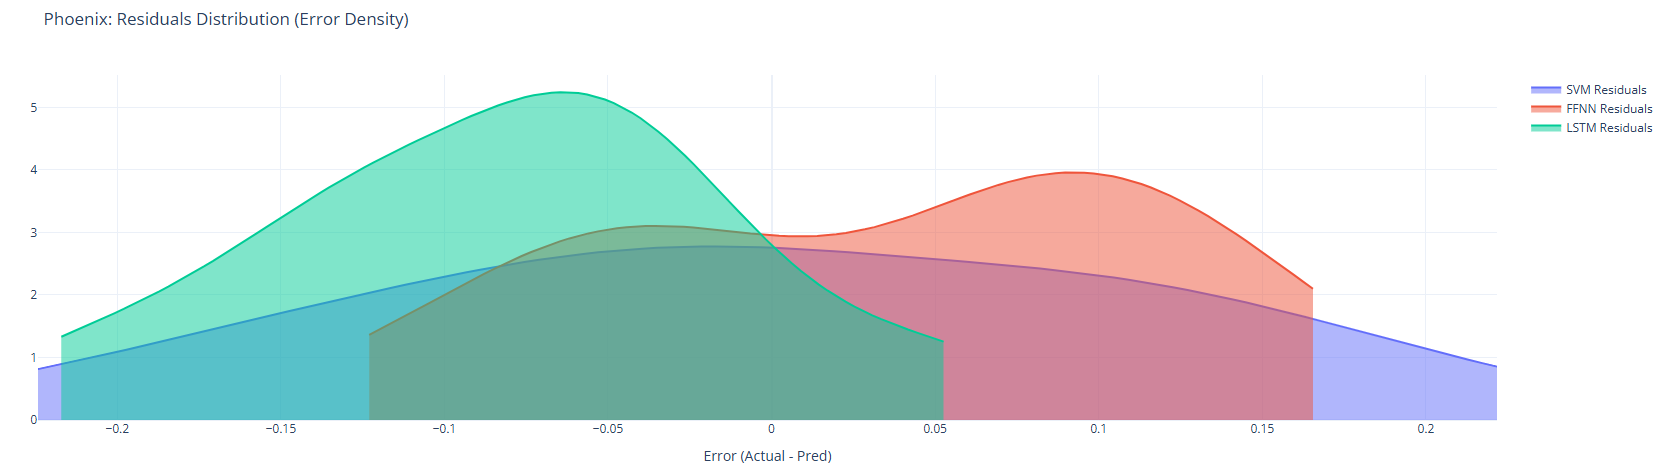 Phoenix: Residuals Distribution (Error Density)
SVM Residuals
FFNN Residuals
LSTM Residuals
5
4
3
2
1
0
−0.2 −0.15 −0.1 −0.05 0 0.05 0.1 0.15 0.2
Error (Actual - Pred)